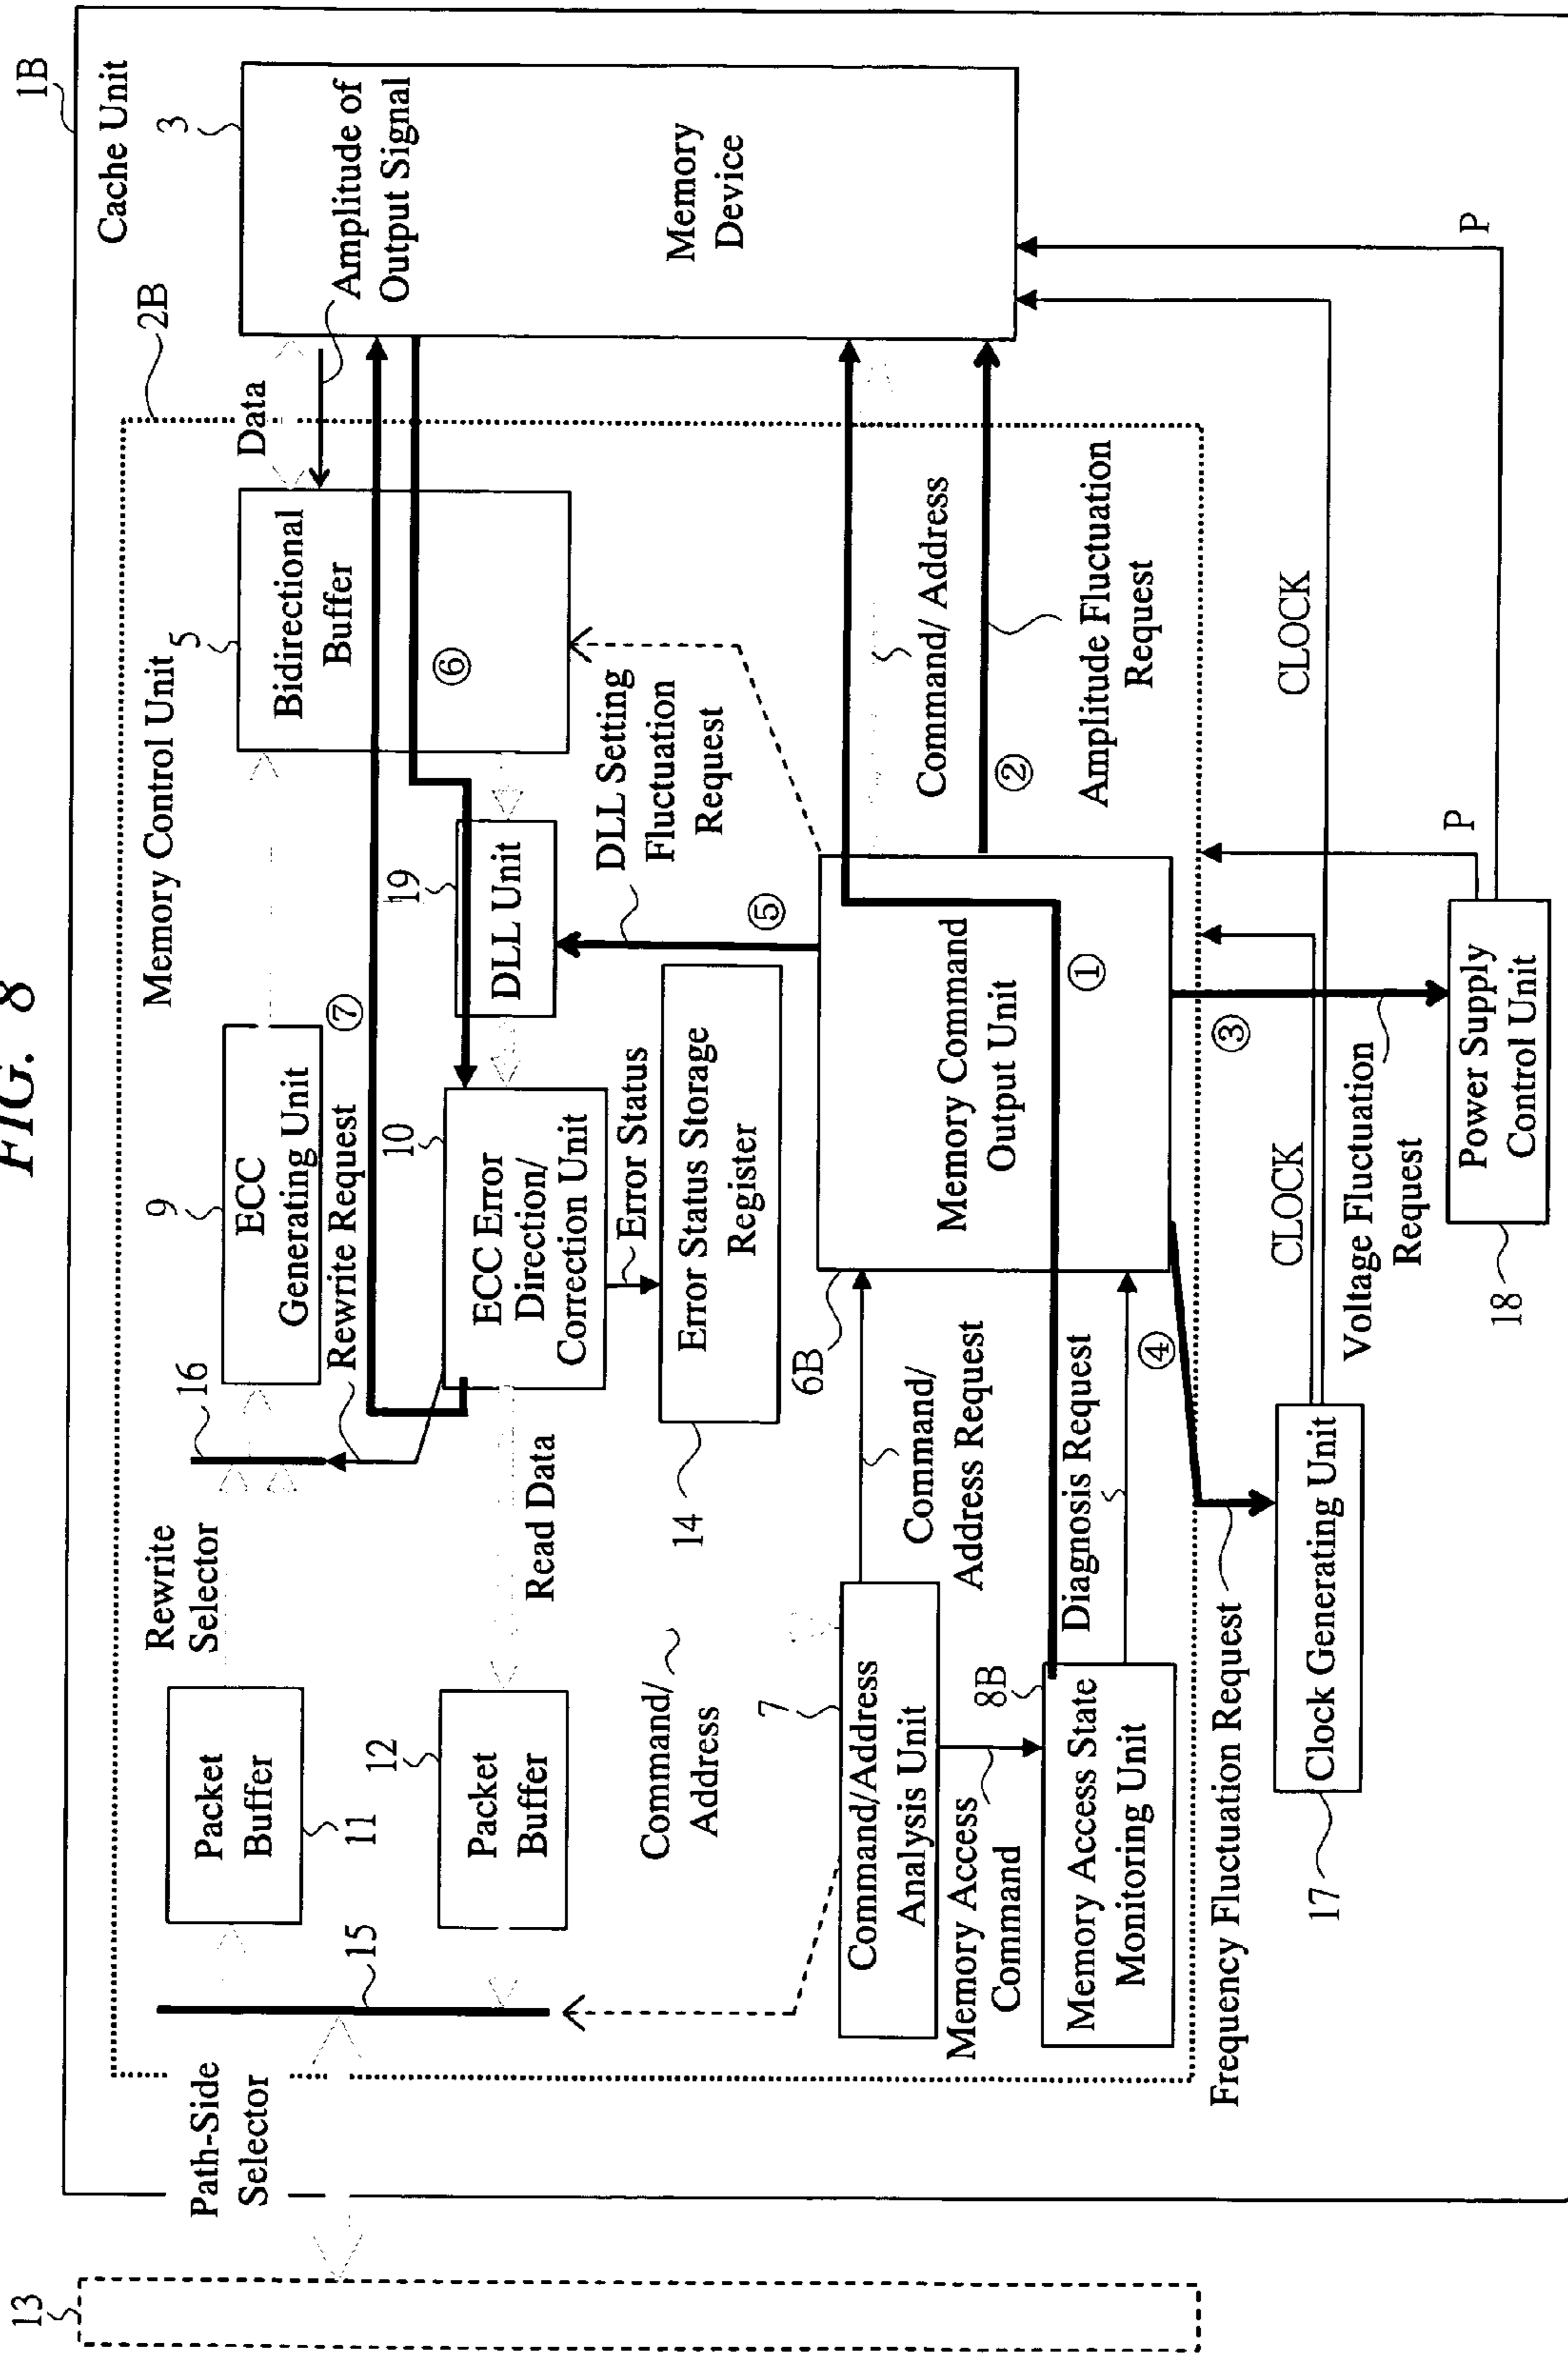 FIG. 8
1B
Cache Unit
2B
3
Amplitude of
Output Signal
Memory
Device
Data
Memory Control Unit
5
Bidirectional
Buffer
⑥
9
ECC
Generating Unit
⑦
Rewrite Request
16
Rewrite
Selector
19
DLL Unit
DLL Setting
Fluctuation
Request
⑤
10
ECC Error
Direction/
Correction Unit
Error Status
Error Status Storage
Register
14
Read Data
Packet
Buffer
11
12
Packet
Buffer
15
Path-Side
Selector
13
Command/
Address
7
Command/Address
Analysis Unit
Command/
Address Request
Memory Access
Command
8B
Memory Access State
Monitoring Unit
Diagnosis Request
6B
Memory Command
Output Unit
①
Command/ Address
②
Amplitude Fluctuation
Request
③
④
Frequency Fluctuation Request
Clock Generating Unit
17
CLOCK
CLOCK
Voltage Fluctuation
Request
Power Supply
Control Unit
18
P
P